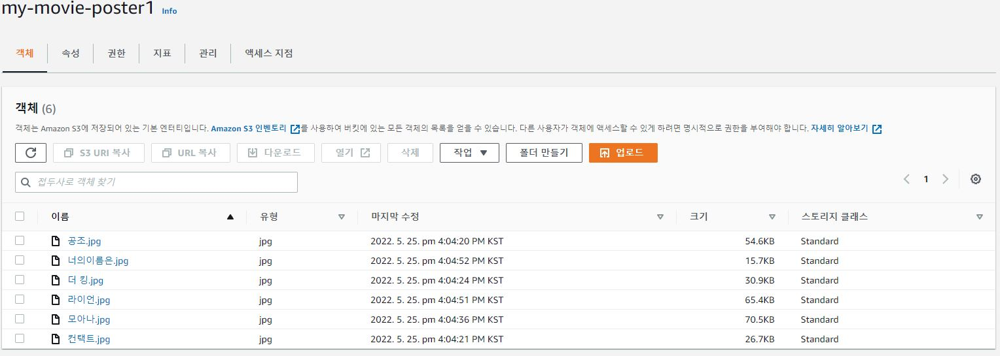 my-movie-poster1 Info
객체 속성 권한 지표 관리 액세스 지점
객체 (6)
객체는 Amazon S3에 저장되어 있는 기본 엔터티입니다. Amazon S3 인벤토리 를 사용하여 버킷에 있는 모든 객체의 목록을 얻을 수 있습니다. 다른 사용자가 객체에 액세스할 수 있게 하려면 명시적으로 권한을 부여해야 합니다. 자세히 알아보기
S3 URI 복사 URL 복사 다운로드 열기 삭제 작업 폴더 만들기 업로드
접두사로 객체 찾기 1
이름 유형 마지막 수정 크기 스토리지 클래스
공조.jpg jpg 2022. 5. 25. pm 4:04:20 PM KST 54.6KB Standard
너의이름은.jpg jpg 2022. 5. 25. pm 4:04:52 PM KST 15.7KB Standard
더 킹.jpg jpg 2022. 5. 25. pm 4:04:24 PM KST 30.9KB Standard
라이언.jpg jpg 2022. 5. 25. pm 4:04:51 PM KST 65.4KB Standard
모아나.jpg jpg 2022. 5. 25. pm 4:04:36 PM KST 70.5KB Standard
컨택트.jpg jpg 2022. 5. 25. pm 4:04:21 PM KST 26.7KB Standard